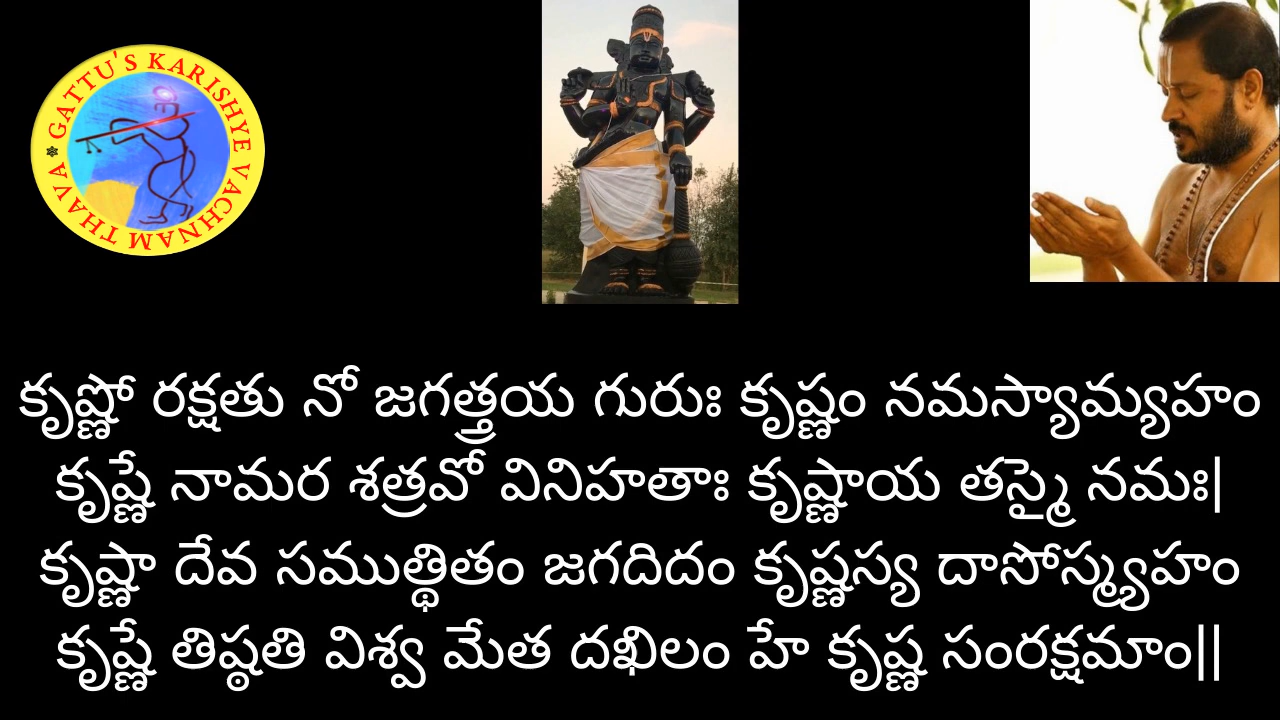 GATTU'S KARISHYE VACHNAM THAVA
కృష్ణో రక్షతు నో జగత్త్రయ గురుః కృష్ణం నమస్యామ్యహం
కృష్ణే నామర శత్రవో వినిహతాః కృష్ణాయ తస్మై నమః|
కృష్ణా దేవ సముత్థితం జగదిదం కృష్ణస్య దాసోస్మ్యహం
కృష్ణే తిష్ఠతి విశ్వ మేత దఖిలం హే కృష్ణ సంరక్షమాం||